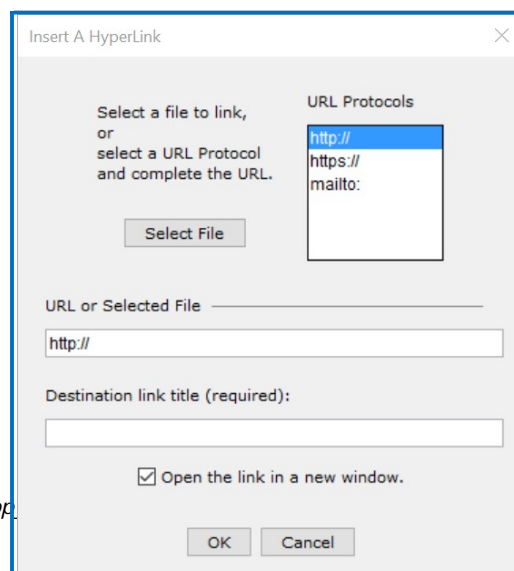 Insert A HyperLink
Select a file to link,
or
select a URL Protocol
and complete the URL.
Select File
URL Protocols
http://
https://
mailto:
URL or Selected File
http://
Destination link title (required):
Open the link in a new window.
OK Cancel